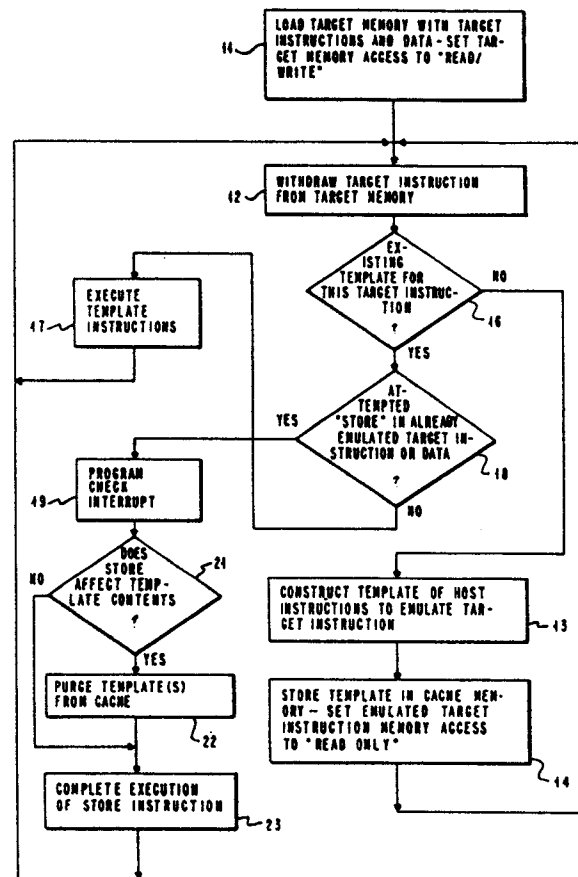 11
LOAD TARGET MEMORY WITH TARGET
INSTRUCTIONS AND DATA - SET TAR-
GET MEMORY ACCESS TO "READ/
WRITE"
12
WITHDRAW TARGET INSTRUCTION
FROM TARGET MEMORY
EX-
ISTING
TEMPLATE FOR
THIS TARGET INSTRUC-
TION
?
NO
16
YES
17
EXECUTE
TEMPLATE
INSTRUCTIONS
AT-
TEMPTED
"STORE" IN ALREADY
EMULATED TARGET IN-
STRUCTION OR DATA
?
YES
18
NO
19
PROGRAM
CHECK
INTERRUPT
DOES
STORE
AFFECT TEMP-
LATE CONTENTS
?
21
NO
YES
CONSTRUCT TEMPLATE OF HOST
INSTRUCTIONS TO EMULATE TAR-
GET INSTRUCTION
13
PURGE TEMPLATE(S)
FROM CACHE
22
STORE TEMPLATE IN CACHE MEM-
ORY - SET EMULATED TARGET
INSTRUCTION MEMORY ACCESS
TO "READ ONLY"
14
COMPLETE EXECUTION
OF STORE INSTRUCTION
23